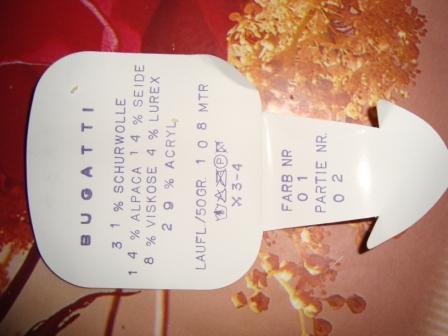 BUGATTI
31% SCHURWOLLE
14% ALPACA 14% SEIDE
8% VISKOSE 4% LUREX
29% ACRYL
LAUFL/50GR. 108 MTR
X 3-4
FARB NR
01
PARTIE NR.
02